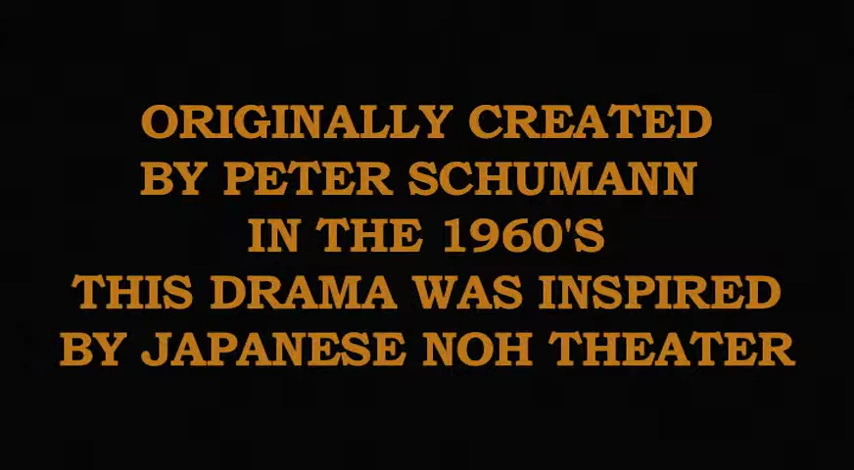 ORIGINALLY CREATED
BY PETER SCHUMANN
IN THE 1960'S
THIS DRAMA WAS INSPIRED
BY JAPANESE NOH THEATER